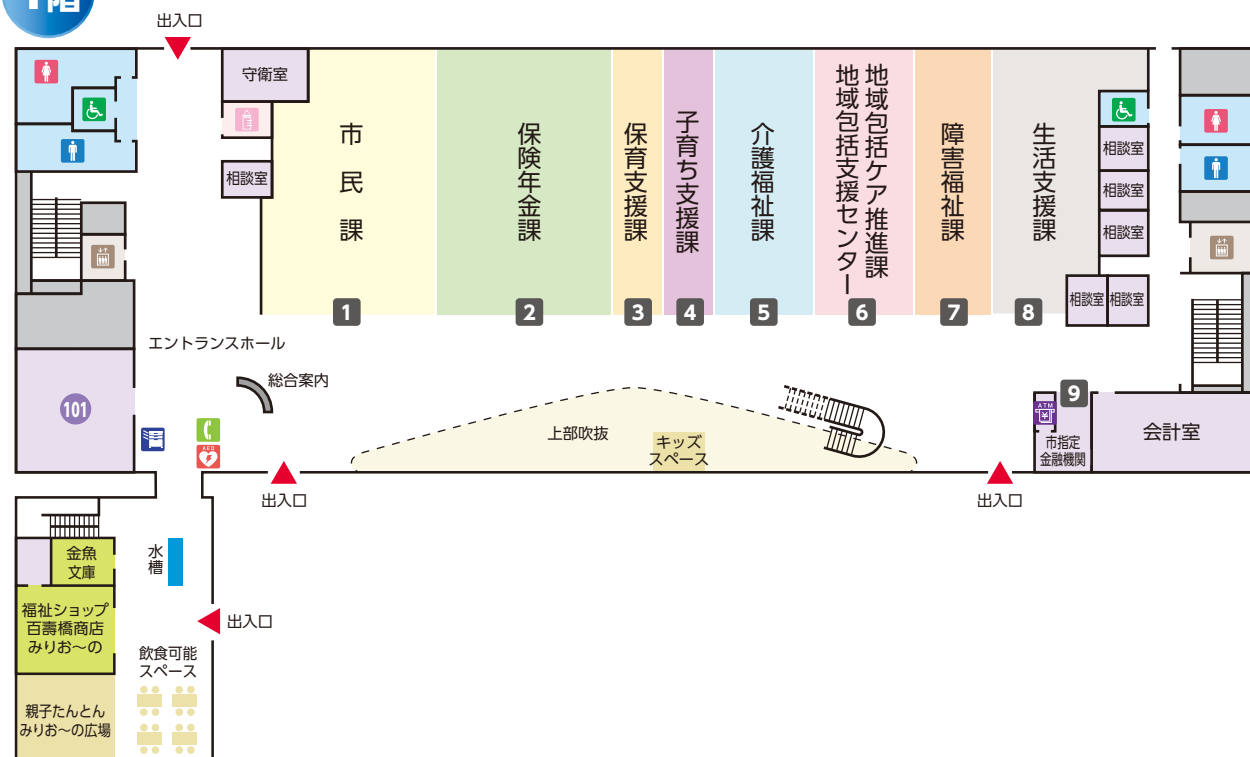 1階
出入口
守衛室
相談室
市民課
保険年金課
保育支援課
子育ち支援課
介護福祉課
地域包括ケア推進課
地域包括支援センター
障害福祉課
生活支援課
相談室
相談室
相談室
相談室
相談室
1
2
3
4
5
6
7
8
エントランスホール
総合案内
101
AED
上部吹抜
キッズ
スペース
9
ATM
市指定
金融機関
会計室
出入口
出入口
金魚
文庫
水槽
福祉ショップ
百壽橋商店
みりお～の
出入口
飲食可能
スペース
親子たんとん
みりお～の広場